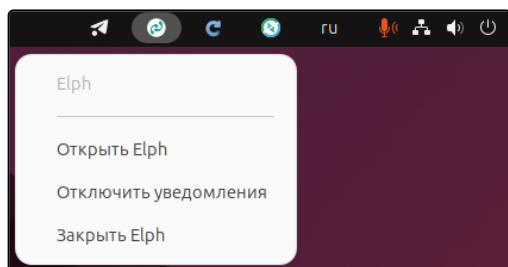 ru
Elph
Открыть Elph
Отключить уведомления
Закрыть Elph